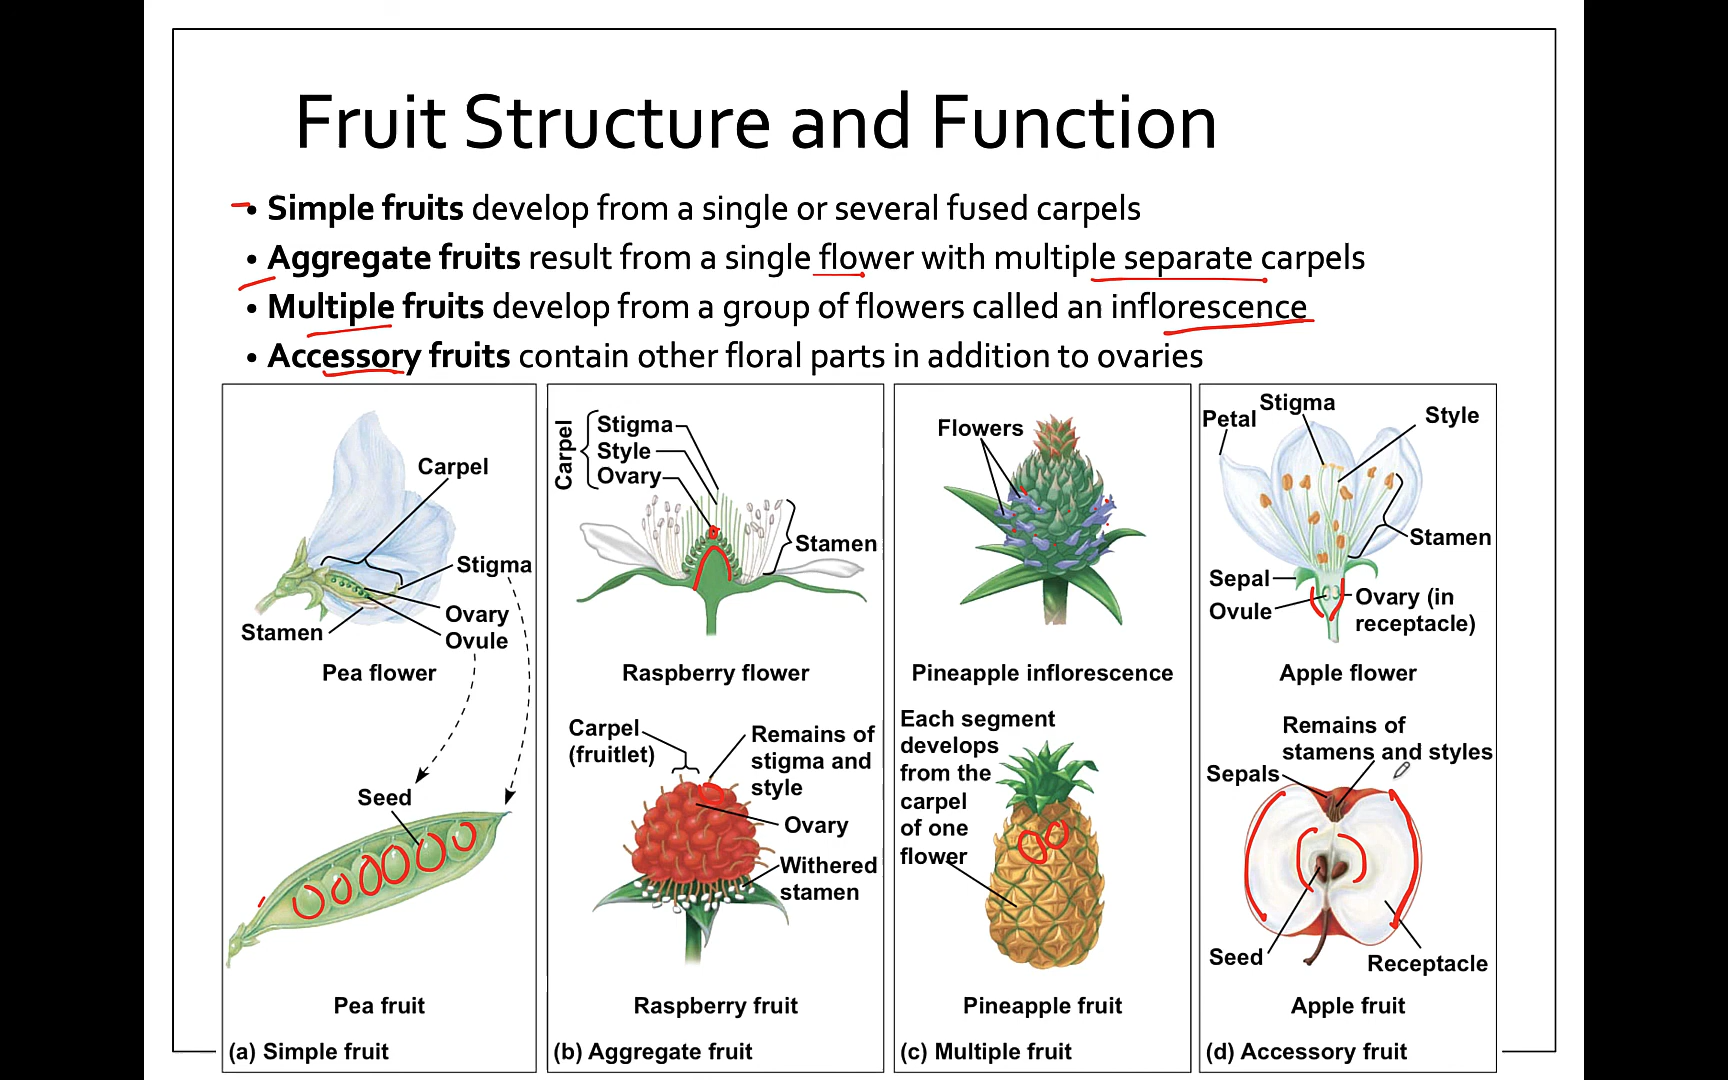 Fruit Structure and Function
• Simple fruits develop from a single or several fused carpels
• Aggregate fruits result from a single flower with multiple separate carpels
• Multiple fruits develop from a group of flowers called an inflorescence
• Accessory fruits contain other floral parts in addition to ovaries
Carpel
Stigma
Ovary
Stamen
Ovule
Pea flower
Seed
Pea fruit
(a) Simple fruit
Carpel
Stigma
Style
Ovary
Stamen
Raspberry flower
Carpel
(fruitlet)
Remains of
stigma and
style
Ovary
Withered
stamen
Raspberry fruit
(b) Aggregate fruit
Flowers
Pineapple inflorescence
Each segment
develops
from the
carpel
of one
flower
Pineapple fruit
(c) Multiple fruit
Petal
Stigma
Style
Stamen
Sepal
Ovule
Ovary (in
receptacle)
Apple flower
Remains of
stamens and styles
Sepals
Seed
Receptacle
Apple fruit
(d) Accessory fruit